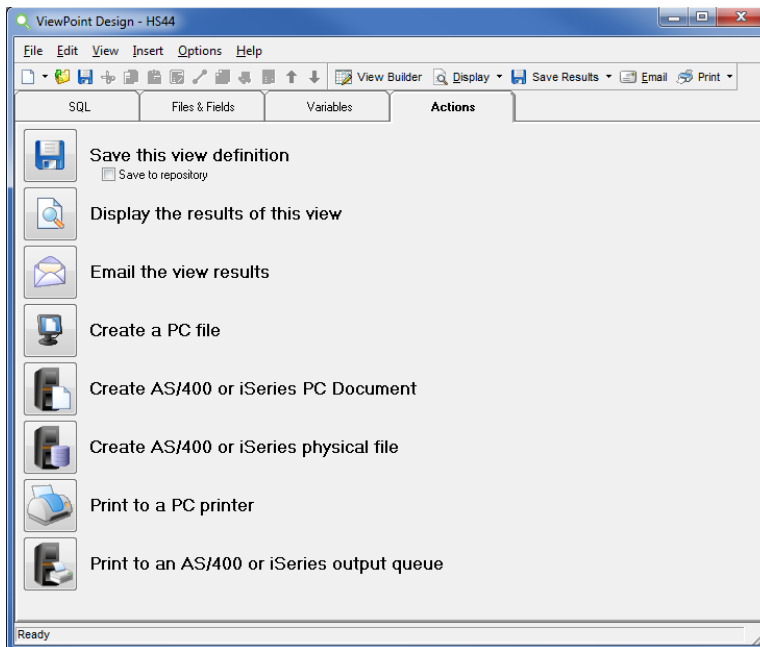 ViewPoint Design - HS44
File Edit View Insert Options Help
View Builder Display Save Results Email Print
SQL Files & Fields Variables Actions
Save this view definition
Save to repository
Display the results of this view
Email the view results
Create a PC file
Create AS/400 or iSeries PC Document
Create AS/400 or iSeries physical file
Print to a PC printer
Print to an AS/400 or iSeries output queue
Ready